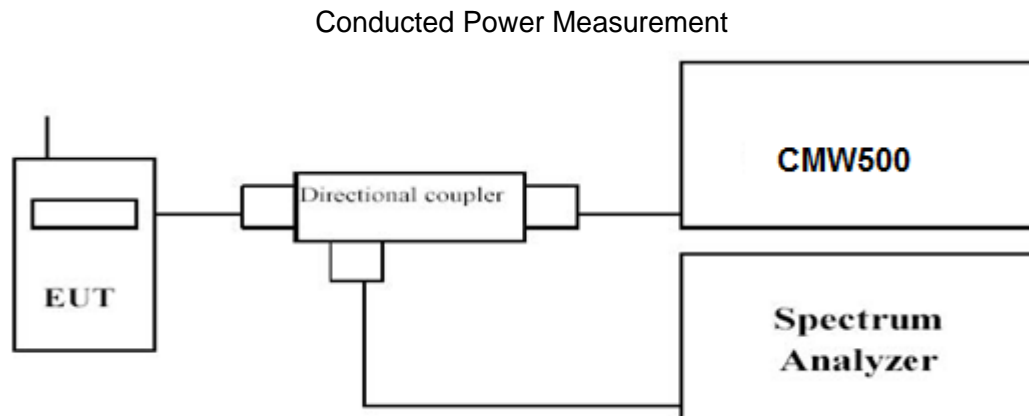 Conducted Power Measurement
CMW500
Directional coupler
EUT
Spectrum
Analyzer